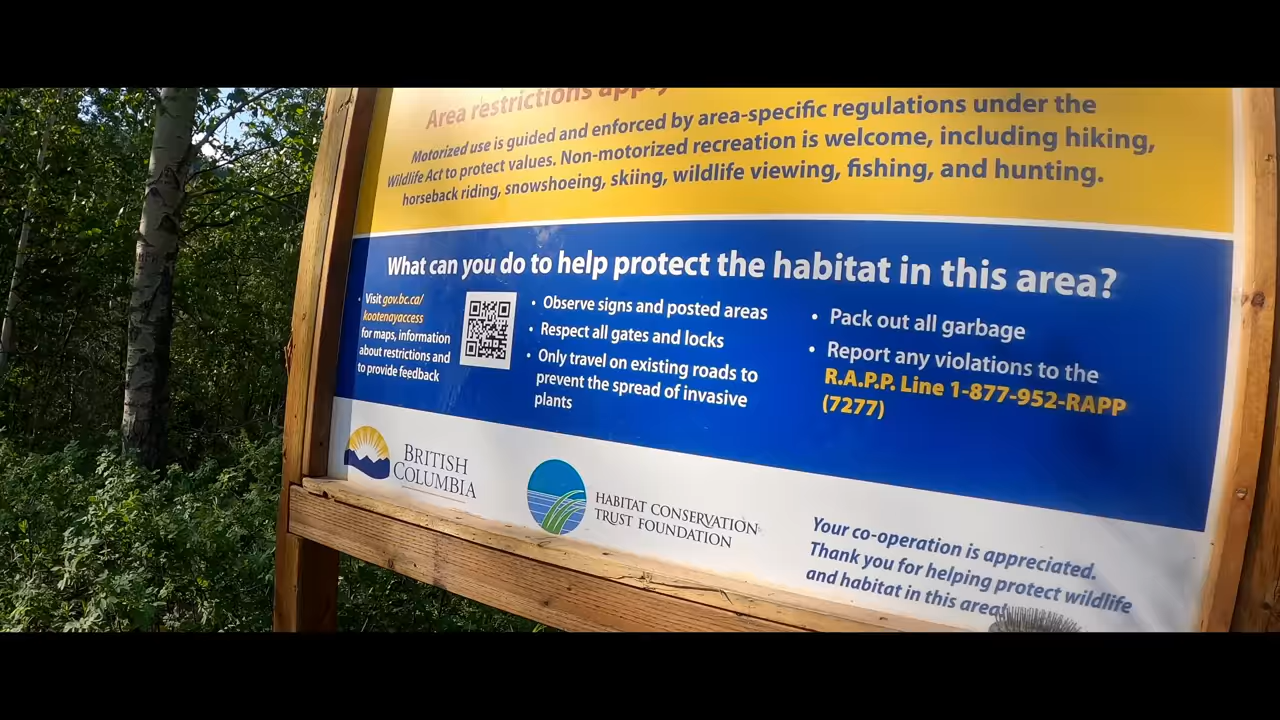 Area restrictions apply
Motorized use is guided and enforced by area-specific regulations under the
Wildlife Act to protect values. Non-motorized recreation is welcome, including hiking,
horseback riding, snowshoeing, skiing, wildlife viewing, fishing, and hunting.
What can you do to help protect the habitat in this area?
• Visit gov.bc.ca/
kootenayaccess
for maps, information
about restrictions and
to provide feedback
• Observe signs and posted areas
• Respect all gates and locks
• Only travel on existing roads to
prevent the spread of invasive
plants
• Pack out all garbage
• Report any violations to the
R.A.P.P. Line 1-877-952-RAPP
(7277)
BRITISH
COLUMBIA
HABITAT CONSERVATION
TRUST FOUNDATION
Your co-operation is appreciated.
Thank you for helping protect wildlife
and habitat in this area!